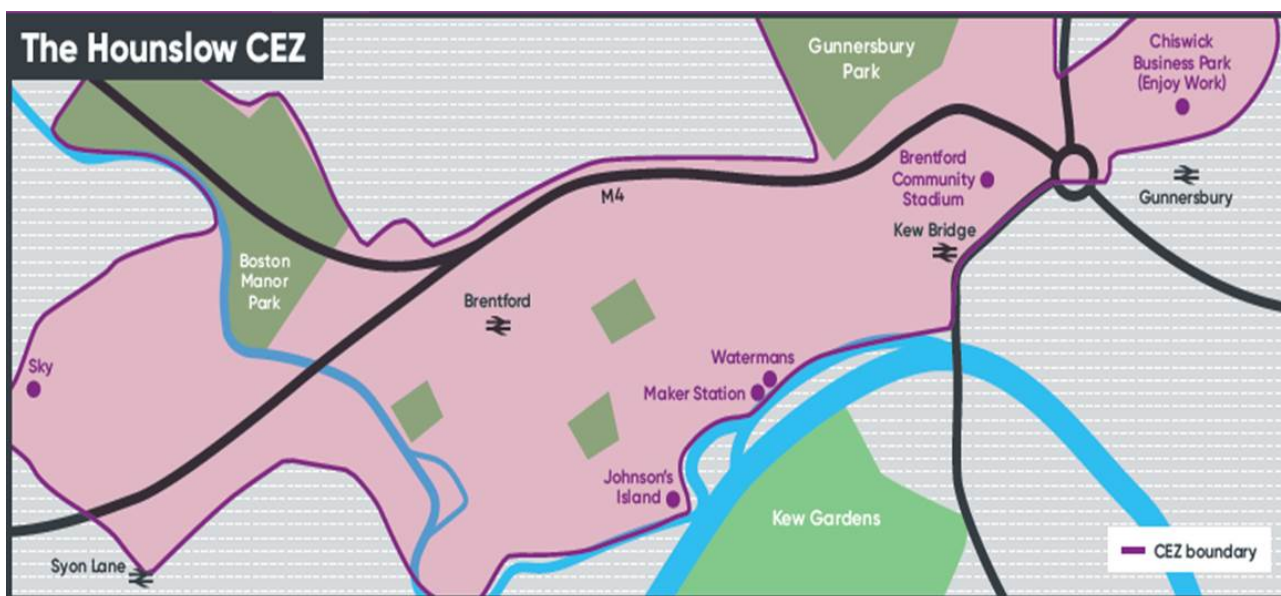 The Hounslow CEZ
Gunnersbury
Park
Chiswick
Business Park
(Enjoy Work)
Brentford
Community
Stadium
Gunnersbury
M4
Kew Bridge
Boston
Manor
Park
Brentford
Sky
Watermans
Maker Station
Johnson's
Island
Kew Gardens
CEZ boundary
Syon Lane